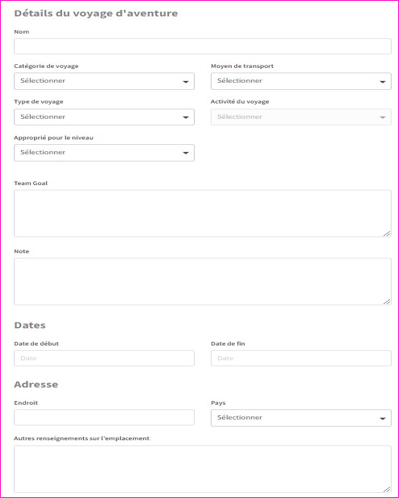 Détails du voyage d'aventure
Nom
Catégorie de voyage
Moyen de transport
Sélectionner
Sélectionner
Type de voyage
Activité du voyage
Sélectionner
Sélectionner
Approprié pour le niveau
Sélectionner
Team Goal
Note
Dates
Date de début
Date de fin
Date
Date
Adresse
Endroit
Pays
Sélectionner
Autres renseignements sur l'emplacement